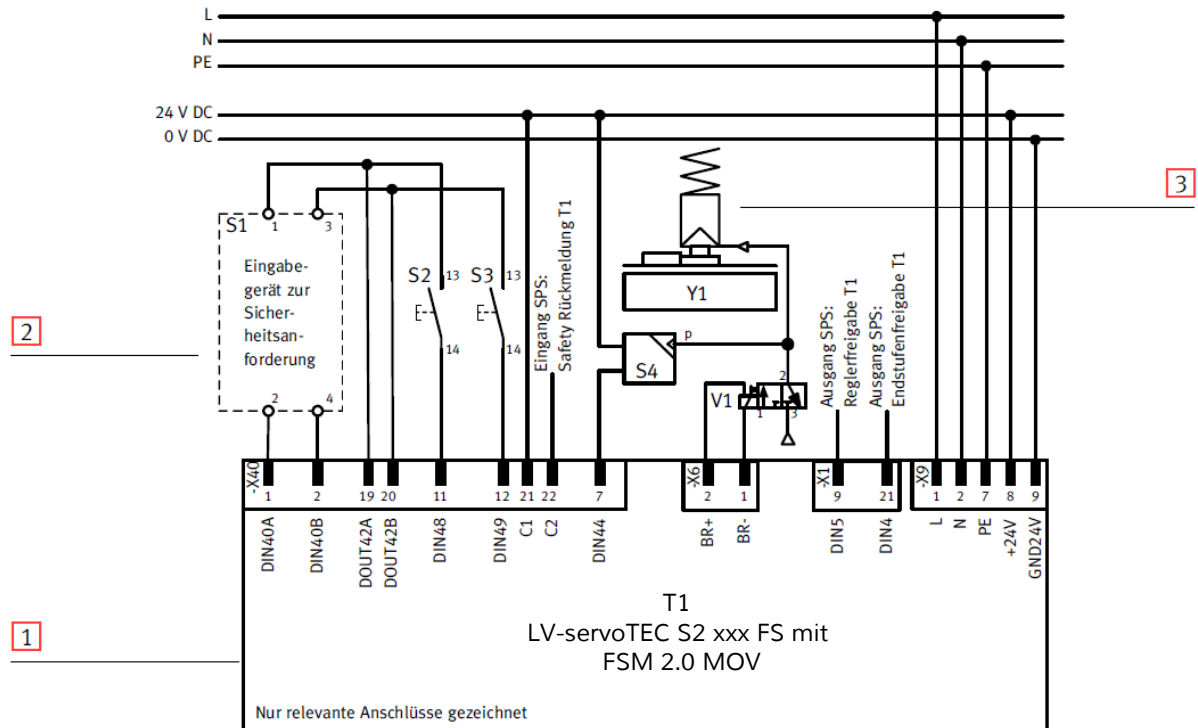 L
N
PE
24 V DC
0 V DC
3
S1
1
3
Eingabe-
gerät zur
Sicher-
heitsan-
forderung
2
4
2
S2
13
14
S3
13
14
Eingang SPS:
Safety Rückmeldung T1
Y1
S4
p
V1
2
1
3
Ausgang SPS:
Reglerfreigabe T1
Ausgang SPS:
Endstufenfreigabe T1
-X40
1
2
19
20
11
12
21
22
7
-X6
2
1
-X1
9
21
-X9
1
2
7
8
9
DIN40A
DIN40B
DOUT42A
DOUT42B
DIN48
DIN49
C1
C2
DIN44
BR+
BR-
DIN5
DIN4
L
N
PE
+24V
GND24V
1
T1
LV-servoTEC S2 xxx FS mit
FSM 2.0 MOV
Nur relevante Anschlüsse gezeichnet